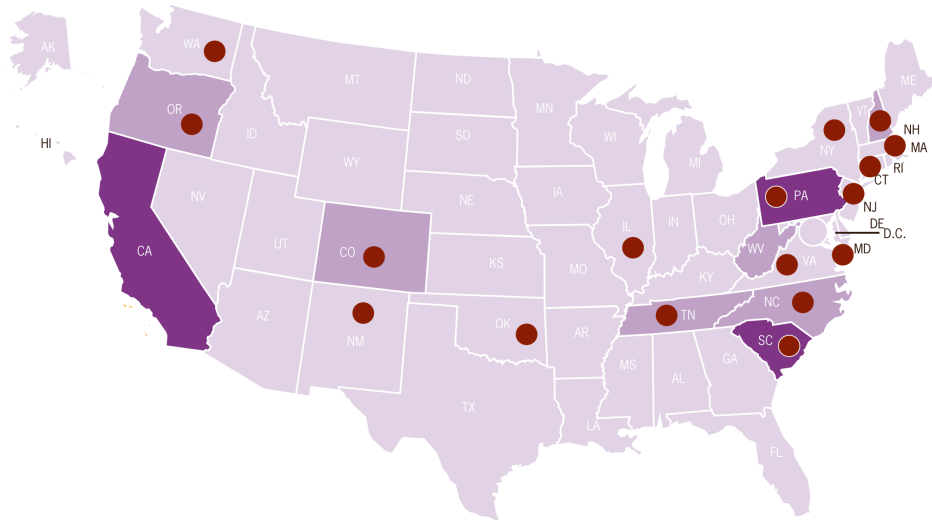 AK
WA
MT
ND
MN
ME
VT
OR
ID
SD
WI
MI
NY
NH
MA
HI
WY
RI
CT
NV
NE
IA
PA
NJ
CA
UT
CO
IL
IN
OH
WV
DE
D.C.
MD
KS
MO
KY
VA
AZ
NM
OK
AR
TN
NC
SC
TX
MS
AL
GA
LA
FL